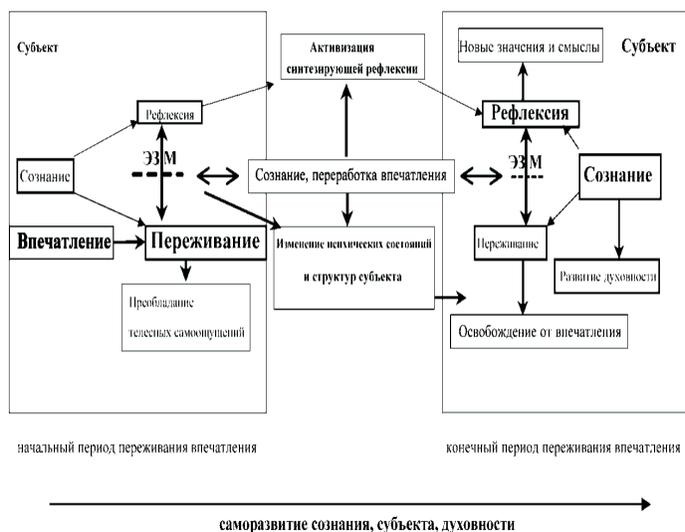 Субъект
Активизация
синтезирующей рефлексии
Новые значения и смыслы
Субъект
Рефлексия
Рефлексия
ЭЗ М
ЭЗ М
Сознание
Сознание, переработка впечатления
Сознание
Впечатление
Переживание
Изменение психических состояний
и структур субъекта
Переживание
Развитие духовности
Преобладание
телесных самоощущений
Освобождение от впечатления
начальный период переживания впечатления
конечный период переживания впечатления
саморазвитие сознания, субъекта, духовности